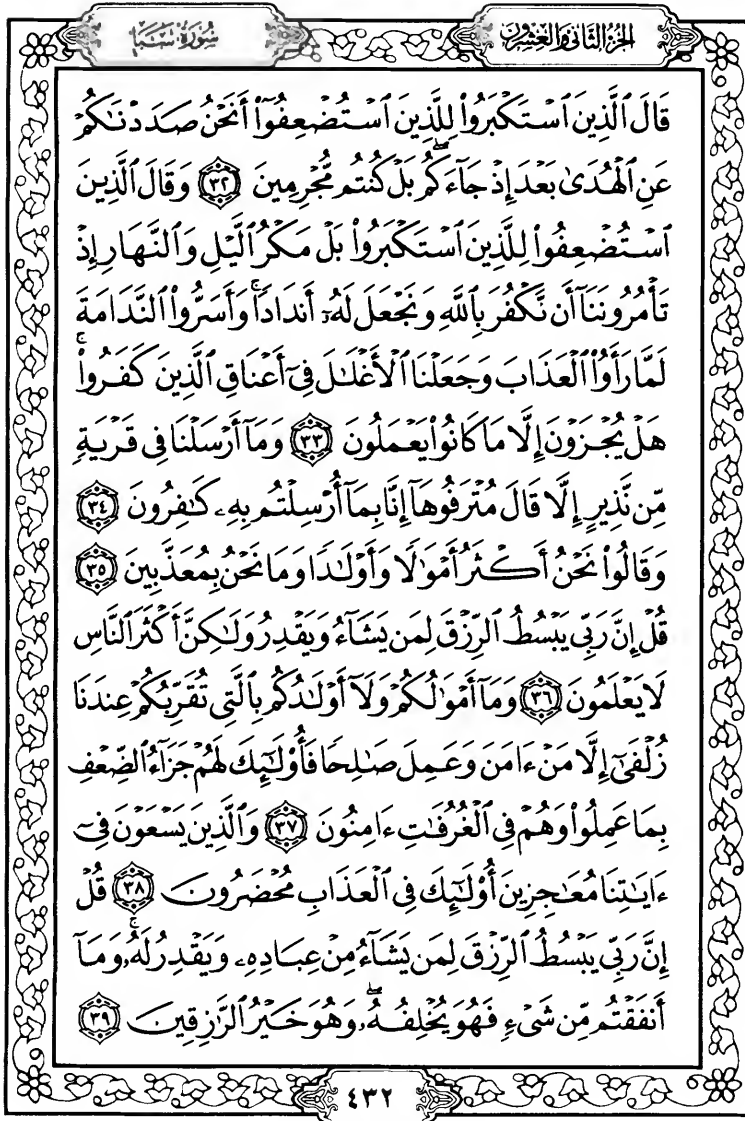 الجزء الثاني والعشرون
سورة سبإ
قَالَ ٱلَّذِينَ ٱسْتَكْبَرُوا۟ لِلَّذِينَ ٱسْتُضْعِفُوٓا۟ أَنَحْنُ صَدَدْنَٰكُمْ
عَنِ ٱلْهُدَىٰ بَعْدَ إِذْ جَآءَكُمۖ بَلْ كُنتُم مُّجْرِمِينَ ٣٢ وَقَالَ ٱلَّذِينَ
ٱسْتُضْعِفُوا۟ لِلَّذِينَ ٱسْتَكْبَرُوا۟ بَلْ مَكْرُ ٱلَّيْلِ وَٱلنَّهَارِ إِذْ
تَأْمُرُونَنَآ أَن نَّكْفُرَ بِٱللَّهِ وَنَجْعَلَ لَهُۥٓ أَندَادًاۚ وَأَسَرُّوا۟ ٱلنَّدَامَةَ
لَمَّا رَأَوُا۟ ٱلْعَذَابَ وَجَعَلْنَا ٱلْأَغْلَٰلَ فِىٓ أَعْنَاقِ ٱلَّذِينَ كَفَرُوا۟ۚ
هَلْ يُجْزَوْنَ إِلَّا مَا كَانُوا۟ يَعْمَلُونَ ٣٣ وَمَآ أَرْسَلْنَا فِى قَرْيَةٍ
مِّن نَّذِيرٍ إِلَّا قَالَ مُتْرَفُوهَآ إِنَّا بِمَآ أُرْسِلْتُم بِهِۦ كَٰفِرُونَ ٣٤
وَقَالُوا۟ نَحْنُ أَكْثَرُ أَمْوَٰلًا وَأَوْلَٰدًا وَمَا نَحْنُ بِمُعَذَّبِينَ ٣٥
قُلْ إِنَّ رَبِّى يَبْسُطُ ٱلرِّزْقَ لِمَن يَشَآءُ وَيَقْدِرُ وَلَٰكِنَّ أَكْثَرَ ٱلنَّاسِ
لَا يَعْلَمُونَ ٣٦ وَمَآ أَمْوَٰلُكُمْ وَلَآ أَوْلَٰدُكُم بِٱلَّتِى تُقَرِّبُكُمْ عِندَنَا
زُلْفَىٰٓ إِلَّا مَنْ ءَامَنَ وَعَمِلَ صَٰلِحًا فَأُو۟لَٰٓئِكَ لَهُمْ جَزَآءُ ٱلضِّعْفِ
بِمَا عَمِلُوا۟ وَهُمْ فِى ٱلْغُرُفَٰتِ ءَامِنُونَ ٣٧ وَٱلَّذِينَ يَسْعَوْنَ فِىٓ
ءَايَٰتِنَا مُعَٰجِزِينَ أُو۟لَٰٓئِكَ فِى ٱلْعَذَابِ مُحْضَرُونَ ٣٨ قُلْ
إِنَّ رَبِّى يَبْسُطُ ٱلرِّزْقَ لِمَن يَشَآءُ مِنْ عِبَادِهِۦ وَيَقْدِرُ لَهُۥۚ وَمَآ
أَنفَقْتُم مِّن شَىْءٍ فَهُوَ يُخْلِفُهُۥۖ وَهُوَ خَيْرُ ٱلرَّٰزِقِينَ ٣٩
٤٣٢